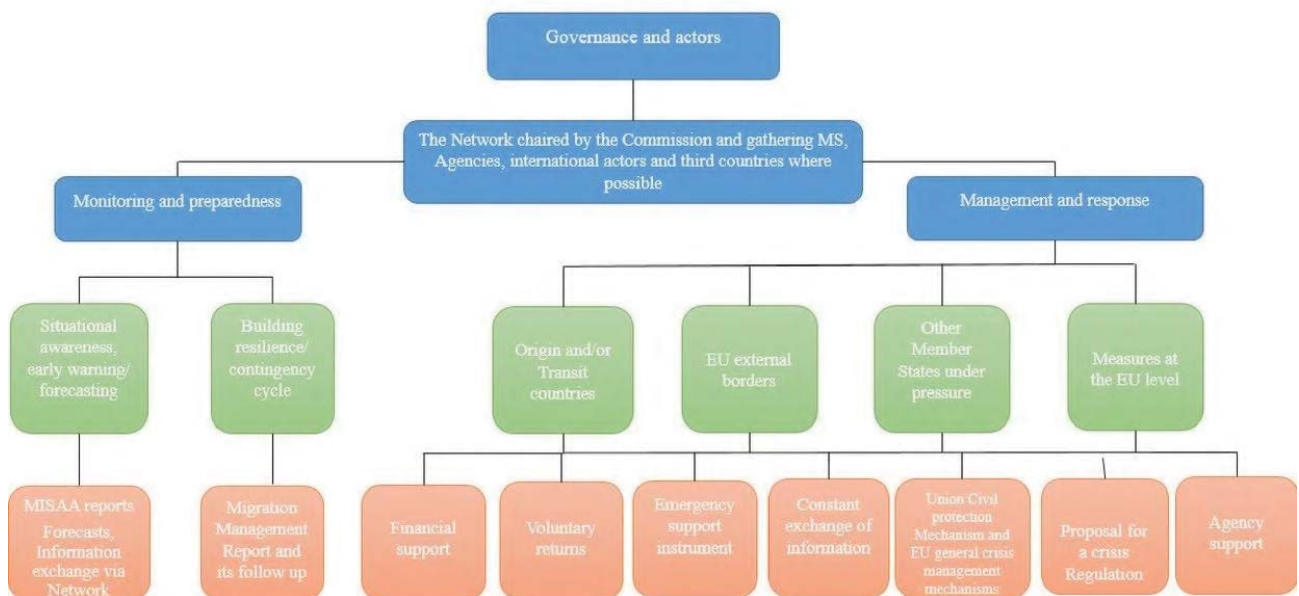 Governance and actors
The Network chaired by the Commission and gathering MS,
Agencies, international actors and third countries where
possible
Monitoring and preparedness
Management and response
Situational
awareness,
early warning/
forecasting
Building
resilience/
contingency
cycle
Origin and/or
Transit
countries
EU external
borders
Other
Member
States under
pressure
Measures at
the EU level
MISAA reports
Forecasts,
Information
exchange via
Network
Migration
Management
Report and
its follow up
Financial
support
Voluntary
returns
Emergency
support
instrument
Constant
exchange of
information
Union Civil
protection
Mechanism and
EU general crisis
management
mechanisms
Proposal for
a crisis
Regulation
Agency
support